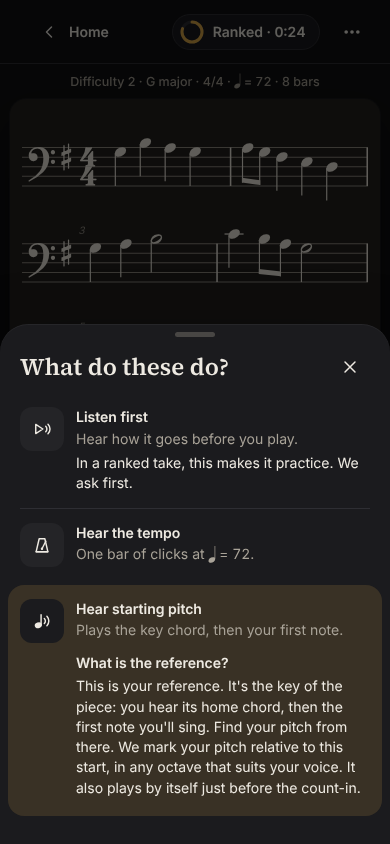 Home
Ranked · 0:24
Difficulty 2 · G major · 4/4 · ♩ = 72 · 8 bars
4
4
3
What do these do?
Listen first
Hear how it goes before you play.
In a ranked take, this makes it practice. We
ask first.
Hear the tempo
One bar of clicks at ♩ = 72.
Hear starting pitch
Plays the key chord, then your first note.
What is the reference?
This is your reference. It's the key of the
piece: you hear its home chord, then the
first note you'll sing. Find your pitch from
there. We mark your pitch relative to this
start, in any octave that suits your voice. It
also plays by itself just before the count-in.